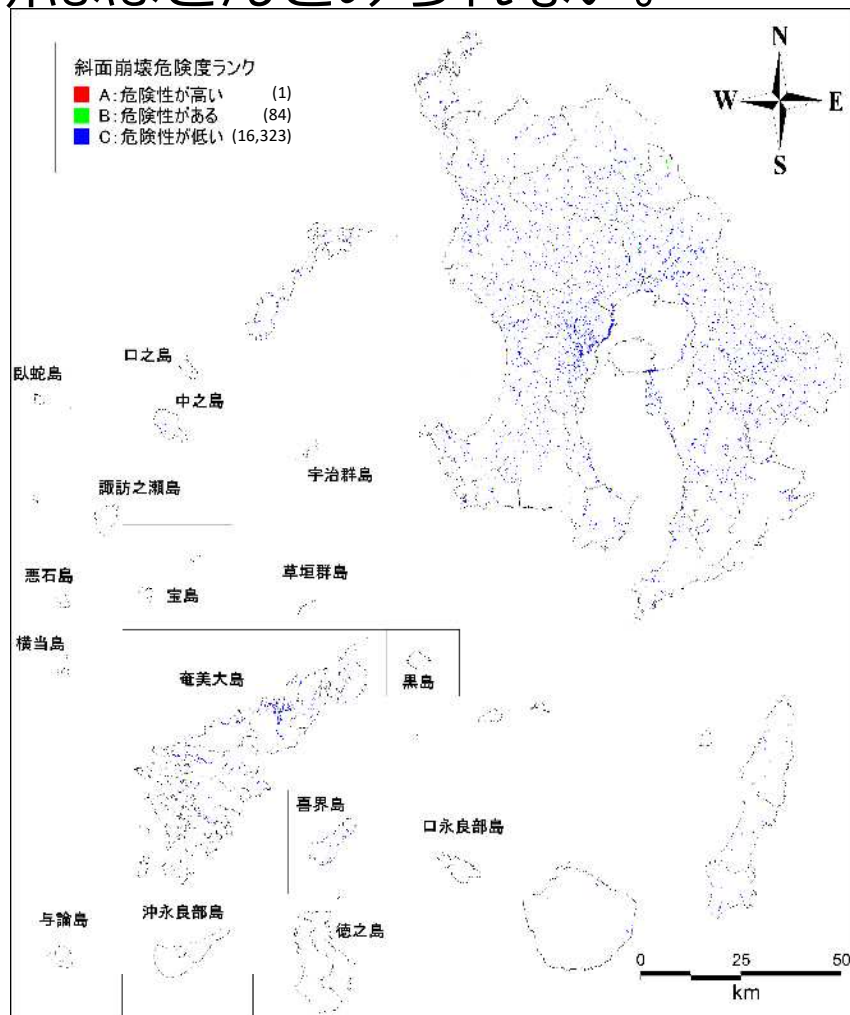 斜面崩壊危険度ランク
A:危険性が高い (1)
B:危険性がある (84)
C:危険性が低い (16,323)
N
W E
S
口之島
臥蛇島
中之島
宇治群島
諏訪之瀬島
草垣群島
悪石島
宝島
横当島
奄美大島
黒島
喜界島
口永良部島
与論島
沖永良部島
徳之島
0 25 50
km